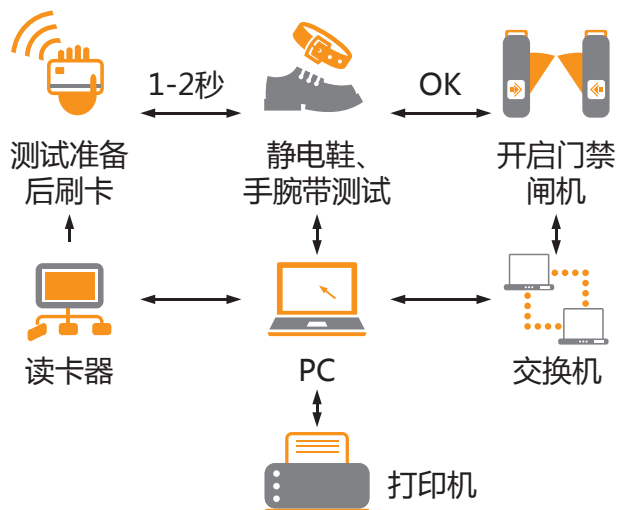 1-2秒
OK
测试准备
后刷卡
静电鞋、
手腕带测试
开启门禁
闸机
读卡器
PC
交换机
打印机